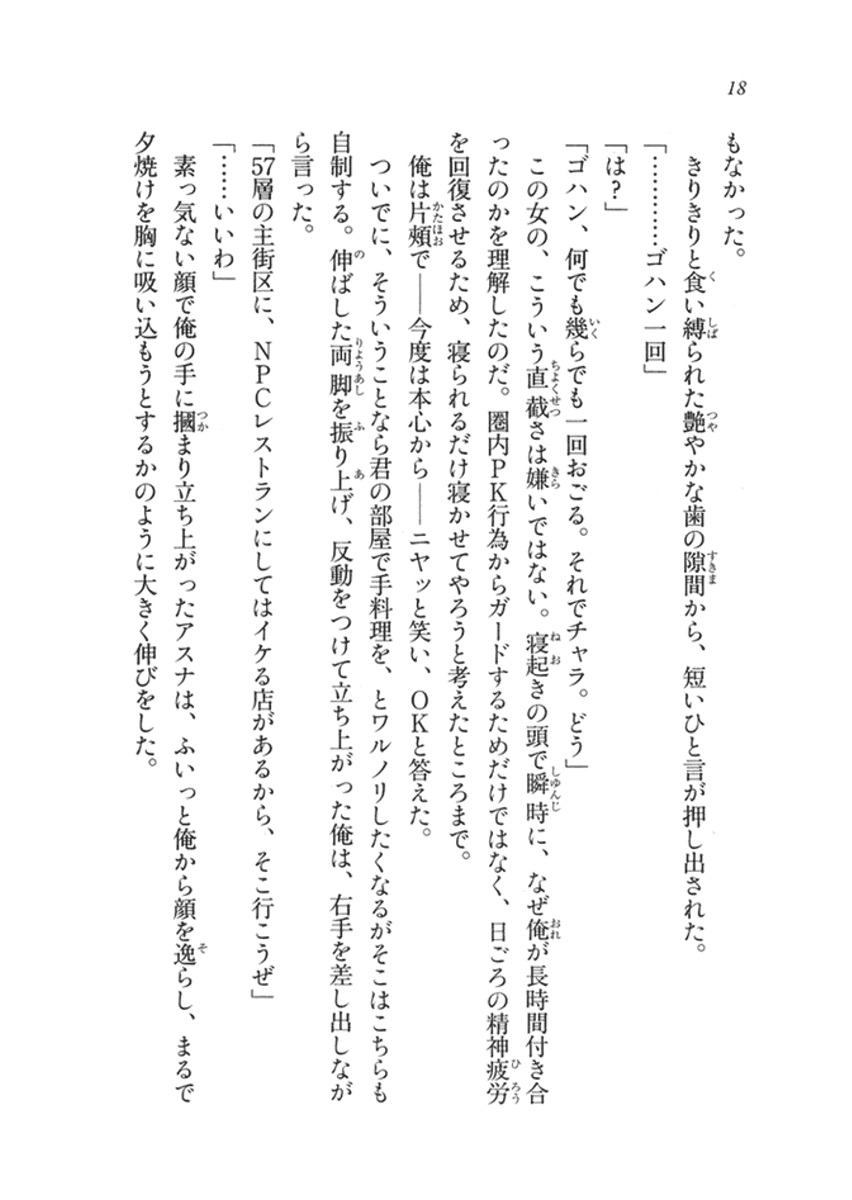 18
もなかった。
きりきりと食い縛られた艶やかな歯の隙間から、短いひと言が押し出された。
「…………ゴハン一回」
「は？」
「ゴハン、何でも幾らでも一回おごる。それでチャラ。どう」
この女の、こういう直截さは嫌いではない。寝起きの頭で瞬時に、なぜ俺が長時間付き合
ったのかを理解したのだ。圏内ＰＫ行為からガードするためだけではなく、日ごろの精神疲労
を回復させるため、寝られるだけ寝かせてやろうと考えたところまで。
俺は片頰で――今度は本心から――ニヤッと笑い、ＯＫと答えた。
ついでに、そういうことなら君の部屋で手料理を、とワルノリしたくなるがそこはこちらも
自制する。伸ばした両脚を振り上げ、反動をつけて立ち上がった俺は、右手を差し出しなが
ら言った。
「57層の主街区に、ＮＰＣレストランにしてはイケる店があるから、そこ行こうぜ」
「……いいわ」
素っ気ない顔で俺の手に摑まり立ち上がったアスナは、ふいっと俺から顔を逸らし、まるで
夕焼けを胸に吸い込もうとするかのように大きく伸びをした。